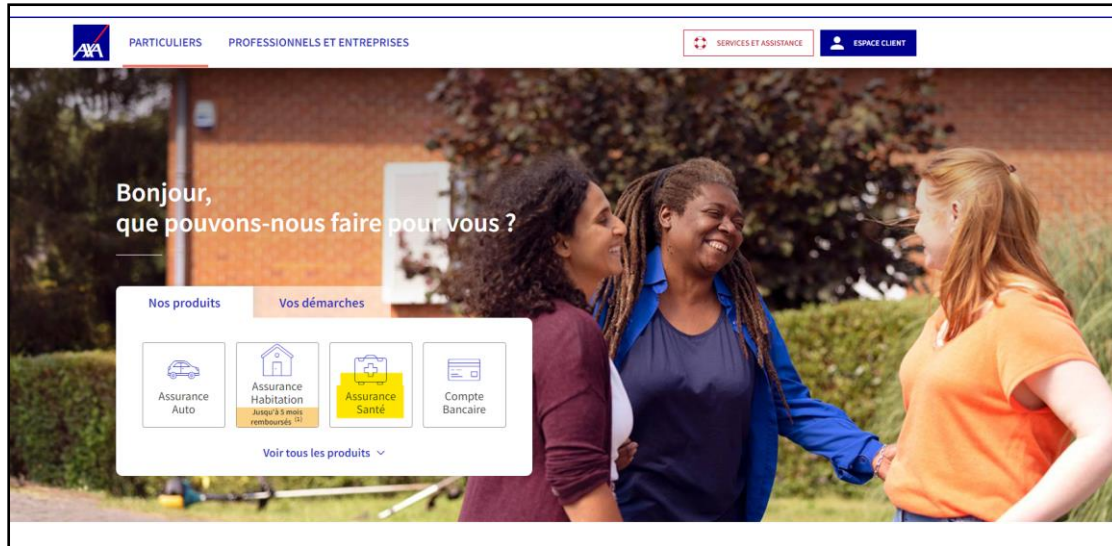 AXA
PARTICULIERS
PROFESSIONNELS ET ENTREPRISES
SERVICES ET ASSISTANCE
ESPACE CLIENT
Bonjour,
que pouvons-nous faire pour vous ?
Nos produits
Vos démarches
Assurance
Auto
Assurance
Habitation
Jusqu'à 5 mois
remboursés (1)
Assurance
Santé
Compte
Bancaire
Voir tous les produits